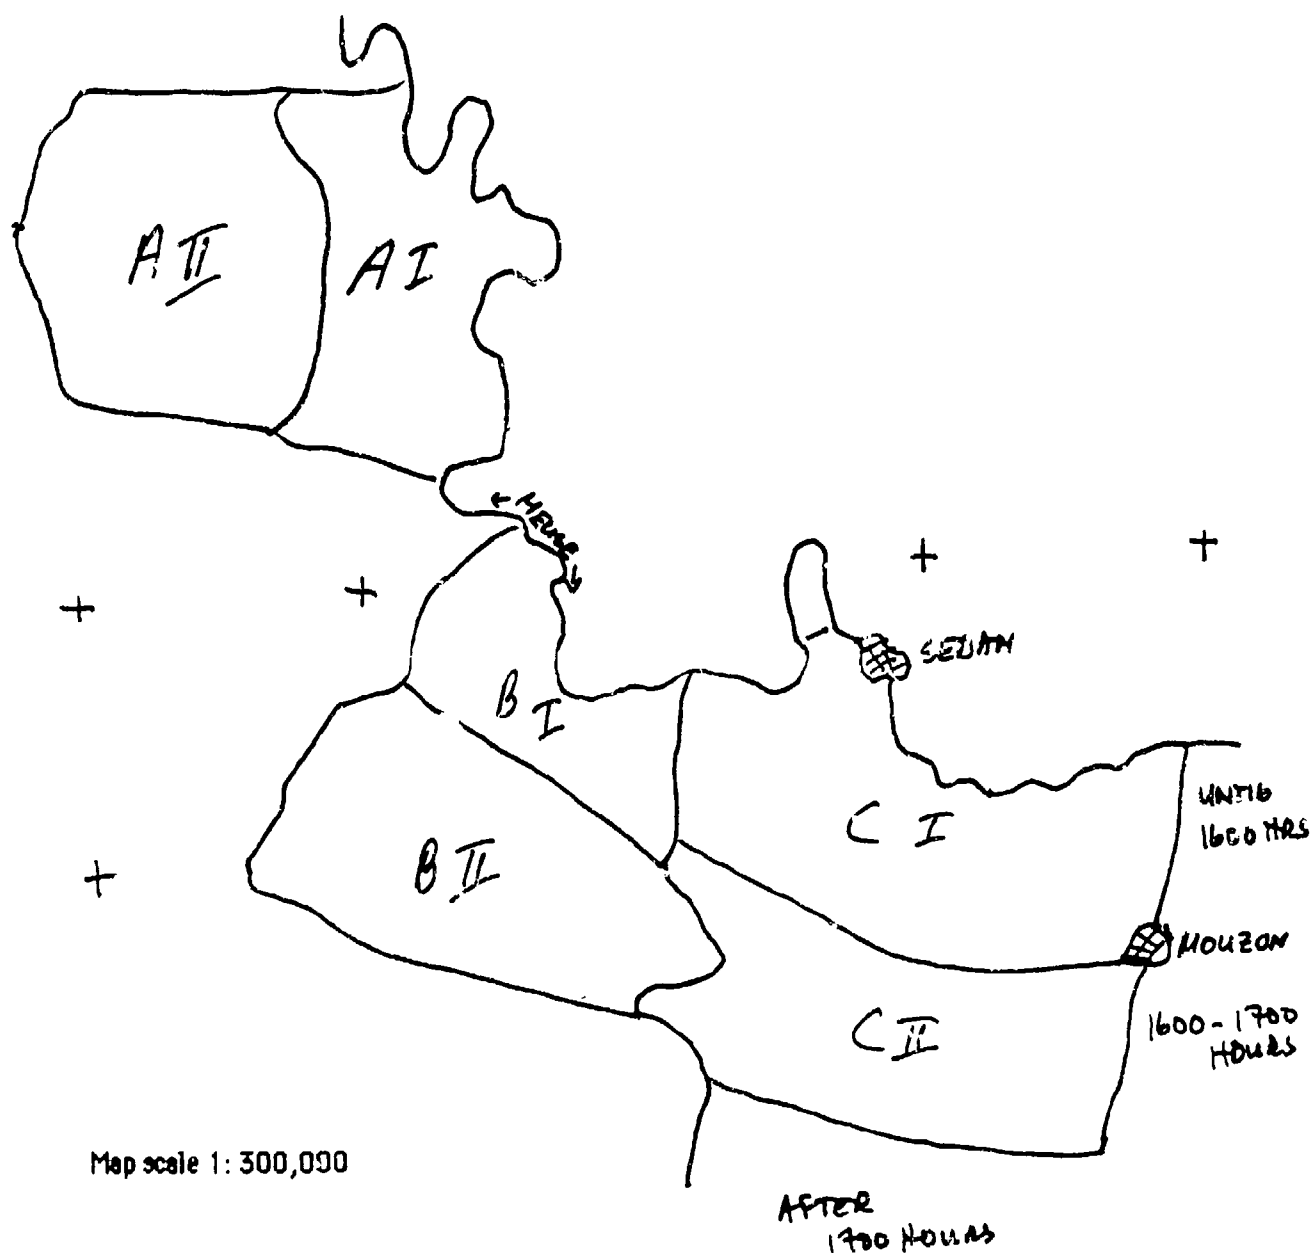 A II
A I
← MEUSE →
SEDAN
B I
UNTIL
1600 HRS
C I
B II
MOUZON
C II
1600-1700
HOURS
Map scale 1: 300,000
AFTER
1700 HOURS